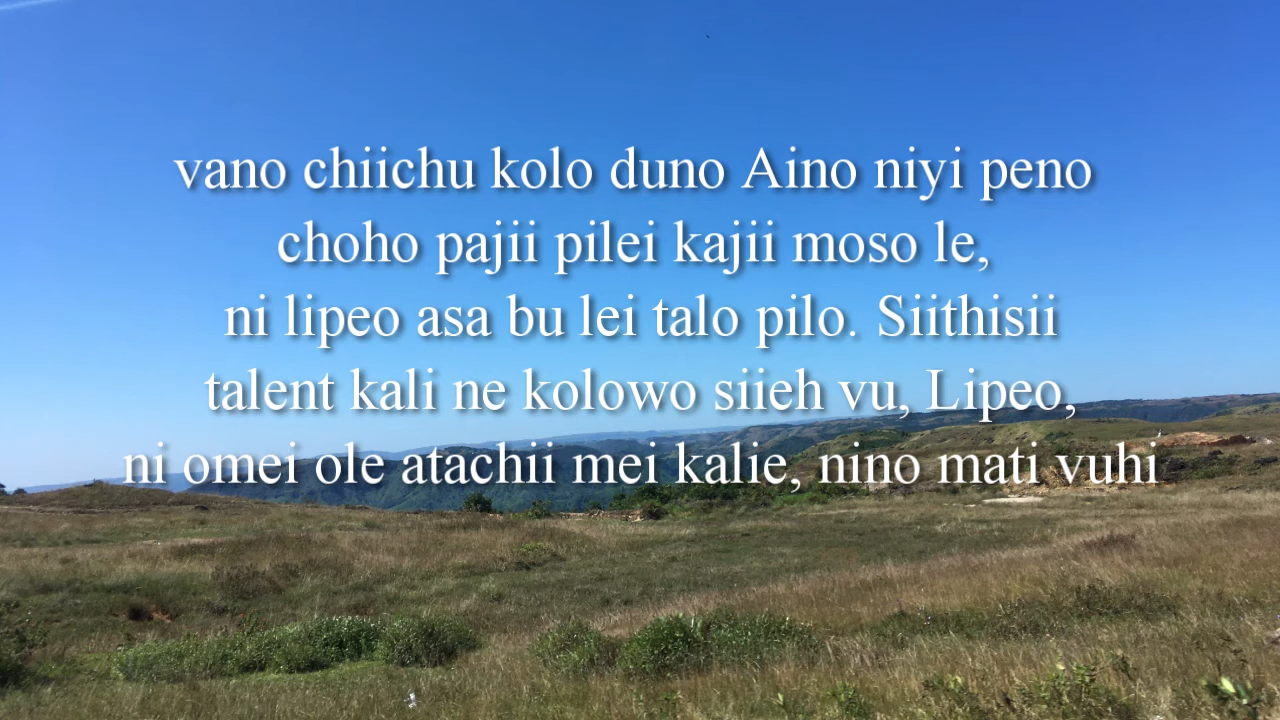 vano chiichu kolo duno Aino niyi peno
choho pajii pilei kajii moso le,
ni lipeo asa bu lei talo pilo. Siithisii
talent kali ne kolowo siieh vu, Lipeo,
ni omei ole atachii mei kalie, nino mati vuhi